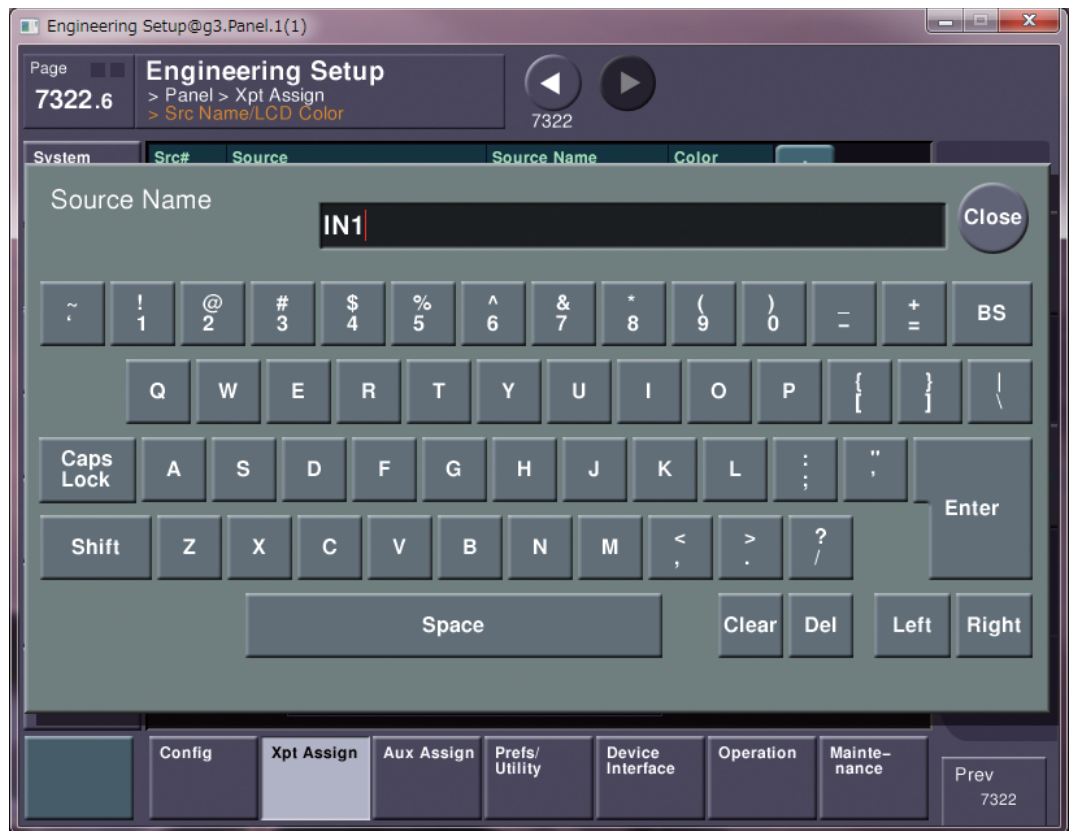 Engineering Setup@g3.Panel.1(1)
Page
7322.6
Engineering Setup
> Panel > Xpt Assign
> Src Name/LCD Color
7322
System Src# Source Source Name Color
Source Name
IN1
Close
~ ! @ # $ % ^ & * ( ) _ +
‘ 1 2 3 4 5 6 7 8 9 0 – = BS
Q W E R T Y U I O P { } |
[ ] \
Caps Lock A S D F G H J K L : "
; ,
Enter
Shift Z X C V B N M < > ?
, . /
Space Clear Del Left Right
Config Xpt Assign Aux Assign Prefs/ Device Operation Mainte–
Utility Interface nance
Prev
7322